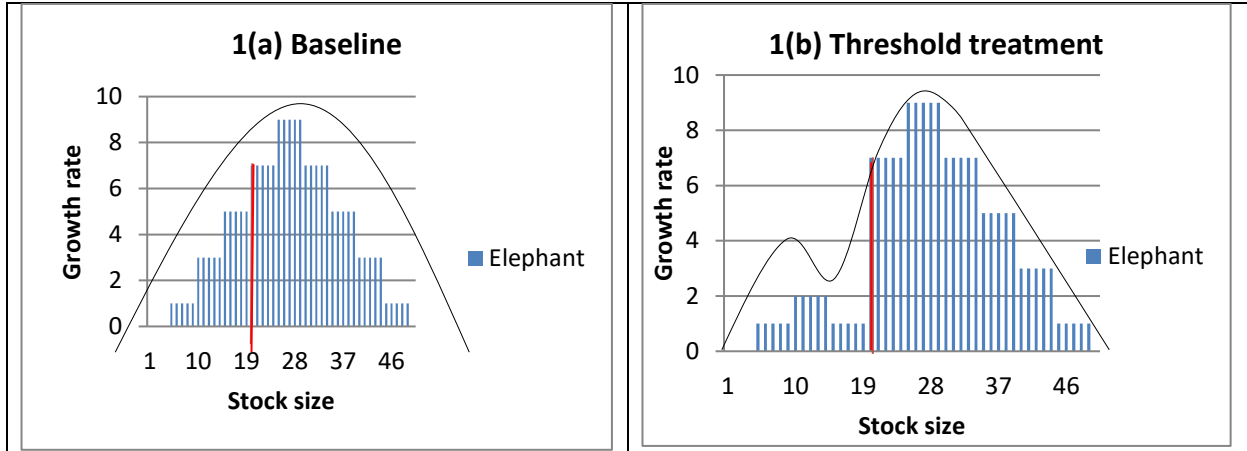 1(a) Baseline
10
8
6
4
2
0
Growth rate
1 10 19 28 37 46
Stock size
Elephant
1(b) Threshold treatment
10
8
6
4
2
0
Growth rate
1 10 19 28 37 46
Stock size
Elephant